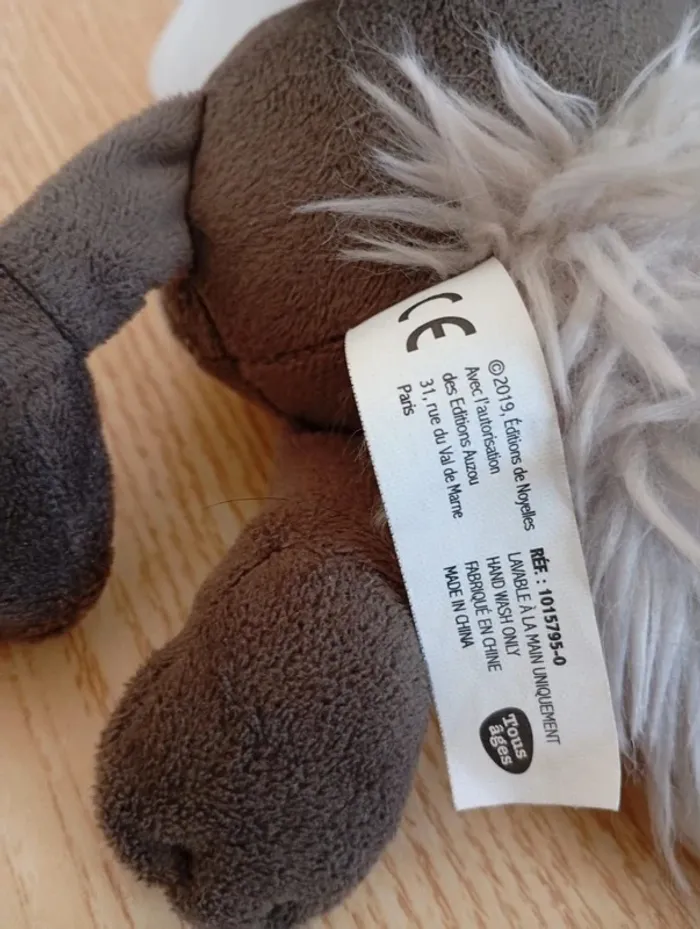 CE
©2019, Éditions de Noyelles
Avec l'autorisation
des Editions Auzou
31, rue du Val de Marne
Paris
RÉF. : 1015795-0
LAVABLE À LA MAIN UNIQUEMENT
HAND WASH ONLY
FABRIQUÉ EN CHINE
MADE IN CHINA
Tous
âges